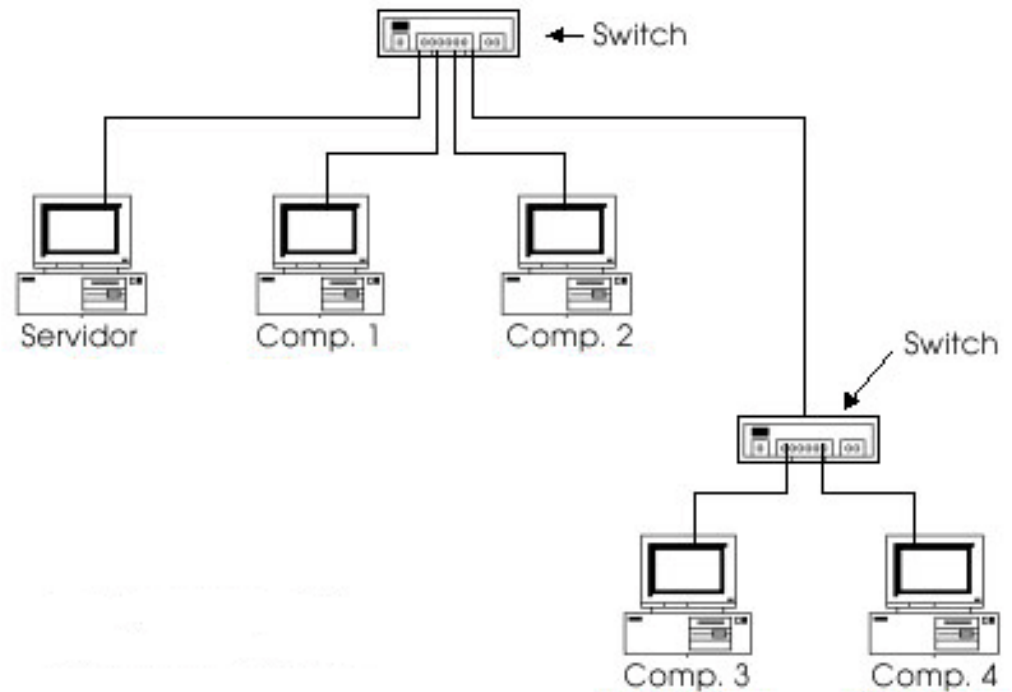 Switch
Servidor
Comp. 1
Comp. 2
Switch
Comp. 3
Comp. 4